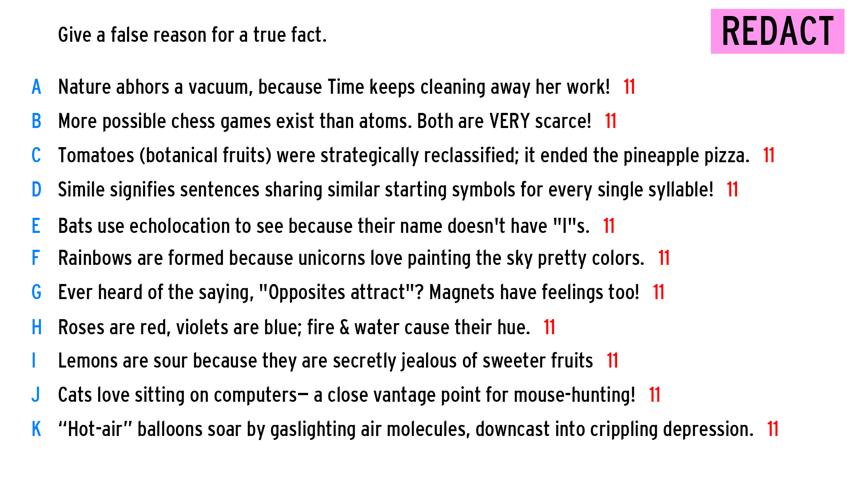 Give a false reason for a true fact.
REDACT
A Nature abhors a vacuum, because Time keeps cleaning away her work! 11
B More possible chess games exist than atoms. Both are VERY scarce! 11
C Tomatoes (botanical fruits) were strategically reclassified; it ended the pineapple pizza. 11
D Simile signifies sentences sharing similar starting symbols for every single syllable! 11
E Bats use echolocation to see because their name doesn't have "I"s. 11
F Rainbows are formed because unicorns love painting the sky pretty colors. 11
G Ever heard of the saying, "Opposites attract"? Magnets have feelings too! 11
H Roses are red, violets are blue; fire & water cause their hue. 11
I Lemons are sour because they are secretly jealous of sweeter fruits 11
J Cats love sitting on computers– a close vantage point for mouse-hunting! 11
K “Hot-air” balloons soar by gaslighting air molecules, downcast into crippling depression. 11